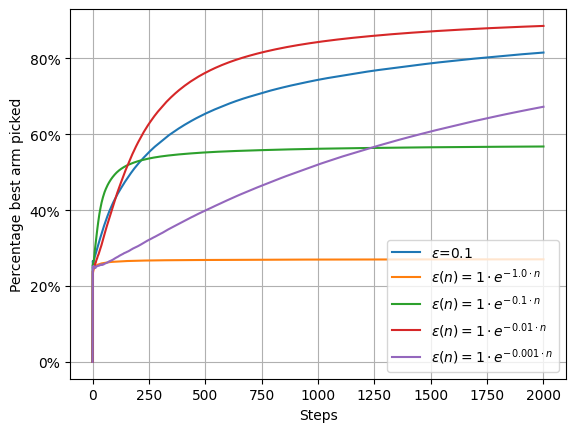 Percentage best arm picked
80%
60%
40%
20%
0%
ε=0.1
ε(n) = 1 · e^{−1.0 · n}
ε(n) = 1 · e^{−0.1 · n}
ε(n) = 1 · e^{−0.01 · n}
ε(n) = 1 · e^{−0.001 · n}
0 250 500 750 1000 1250 1500 1750 2000
Steps